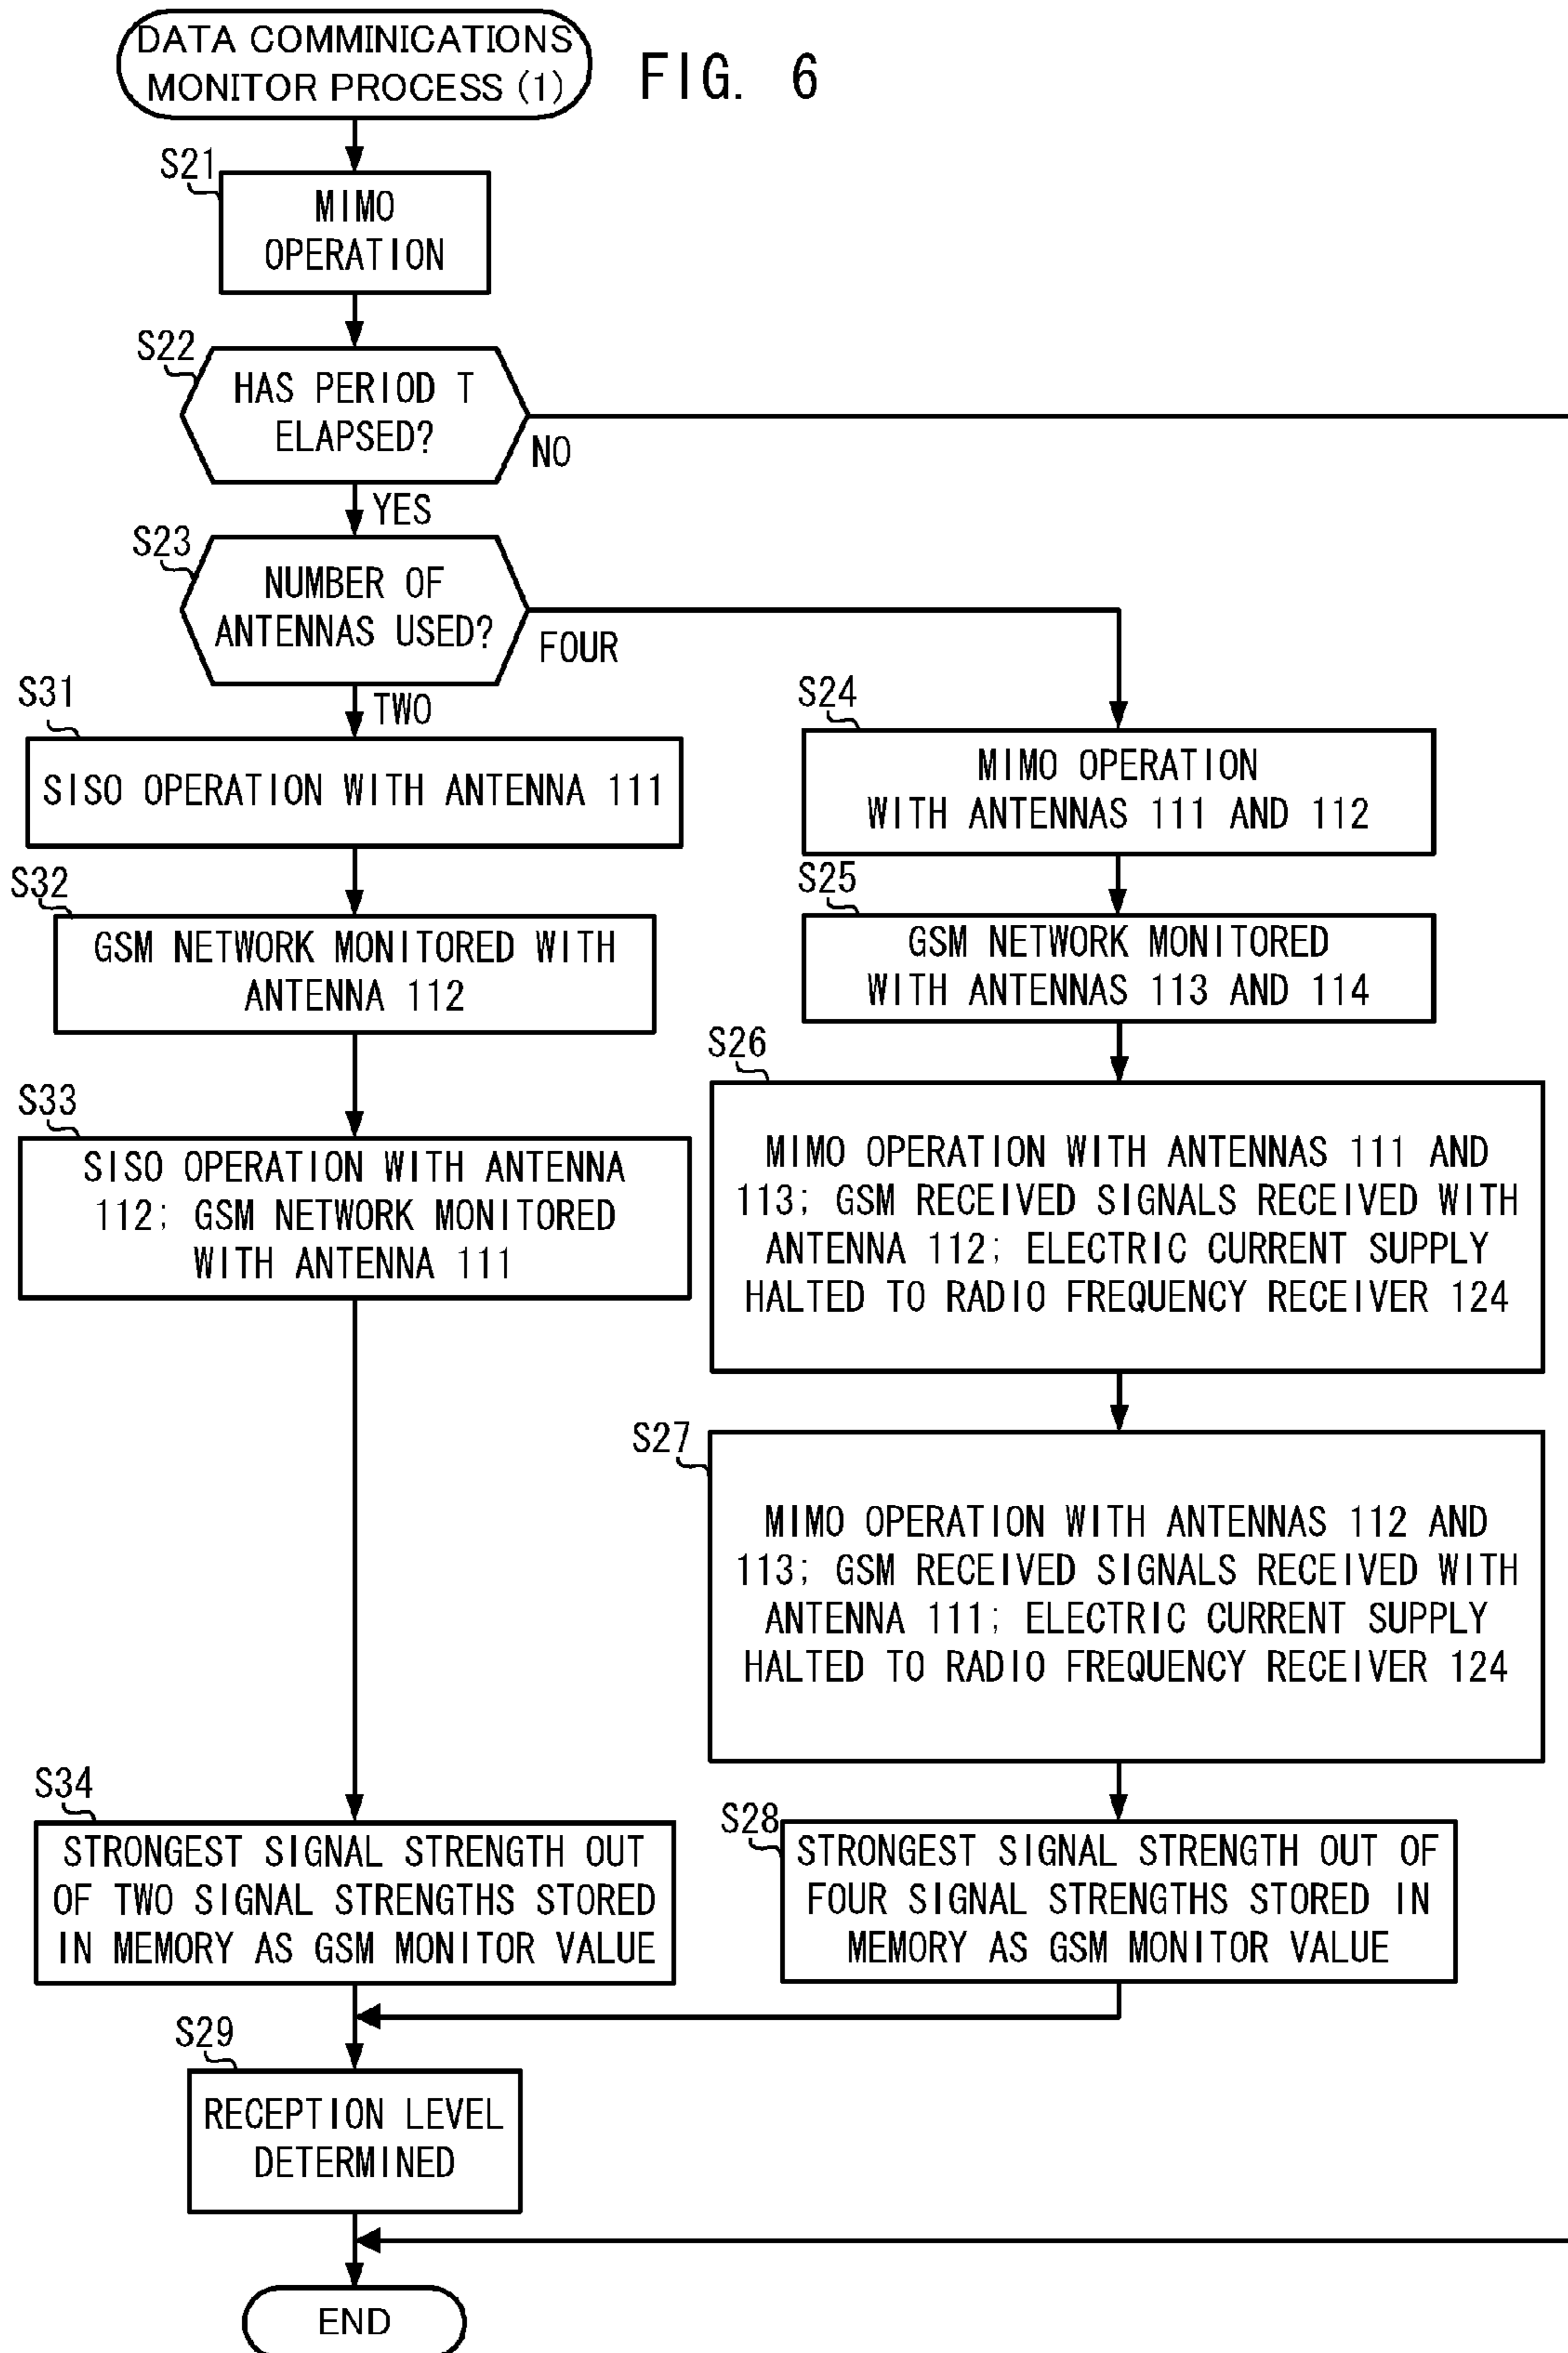 DATA COMMINICATIONS
MONITOR PROCESS (1)
FIG. 6
S21
MIMO
OPERATION
S22
HAS PERIOD T
ELAPSED?
NO
YES
S23
NUMBER OF
ANTENNAS USED?
FOUR
TWO
S31
SISO OPERATION WITH ANTENNA 111
S32
GSM NETWORK MONITORED WITH
ANTENNA 112
S33
SISO OPERATION WITH ANTENNA
112; GSM NETWORK MONITORED
WITH ANTENNA 111
S34
STRONGEST SIGNAL STRENGTH OUT
OF TWO SIGNAL STRENGTHS STORED
IN MEMORY AS GSM MONITOR VALUE
S24
MIMO OPERATION
WITH ANTENNAS 111 AND 112
S25
GSM NETWORK MONITORED
WITH ANTENNAS 113 AND 114
S26
MIMO OPERATION WITH ANTENNAS 111 AND
113; GSM RECEIVED SIGNALS RECEIVED WITH
ANTENNA 112; ELECTRIC CURRENT SUPPLY
HALTED TO RADIO FREQUENCY RECEIVER 124
S27
MIMO OPERATION WITH ANTENNAS 112 AND
113; GSM RECEIVED SIGNALS RECEIVED WITH
ANTENNA 111; ELECTRIC CURRENT SUPPLY
HALTED TO RADIO FREQUENCY RECEIVER 124
S28
STRONGEST SIGNAL STRENGTH OUT OF
FOUR SIGNAL STRENGTHS STORED IN
MEMORY AS GSM MONITOR VALUE
S29
RECEPTION LEVEL
DETERMINED
END